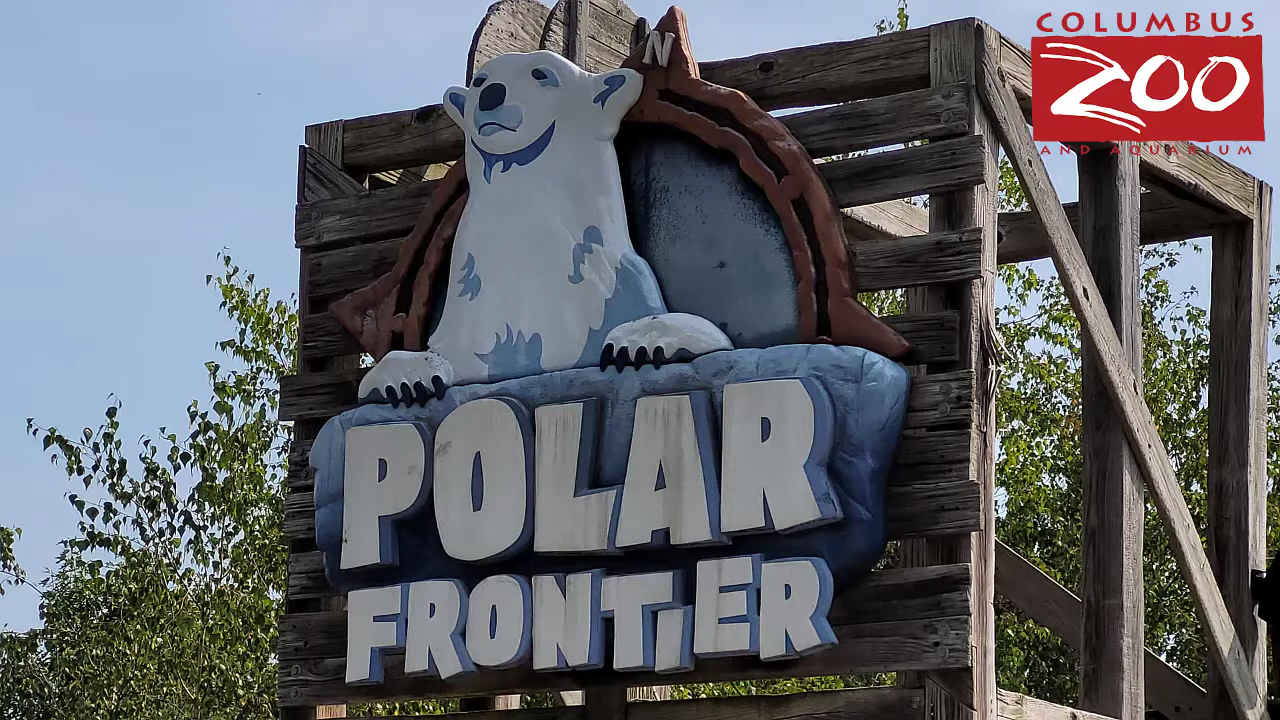 COLUMBUS
ZOO
AND AQUARIUM
N
POLAR
FRONTIER